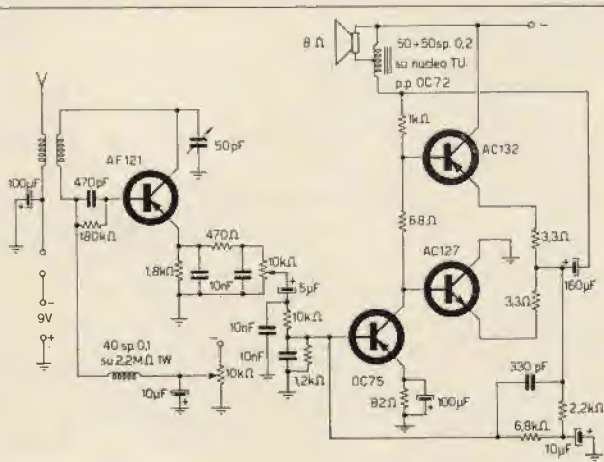 8 Ω
50+50sp. 0,2
su nucleo TU.
p.p OC72
-
AF121
50pF
1kΩ
AC132
100µF
+
470pF
180kΩ
68Ω
3,3Ω
470Ω
10kΩ
AC127
+
160µF
1,8kΩ
10nF
+
5µF
3,3Ω
-
9V
+
10nF
10kΩ
330 pF
40 sp. 0,1
su 2,2MΩ 1W
-
10nF
1,2kΩ
OC75
2,2kΩ
10µF
+
10kΩ
82Ω
+
100µF
6,8kΩ
10µF
+